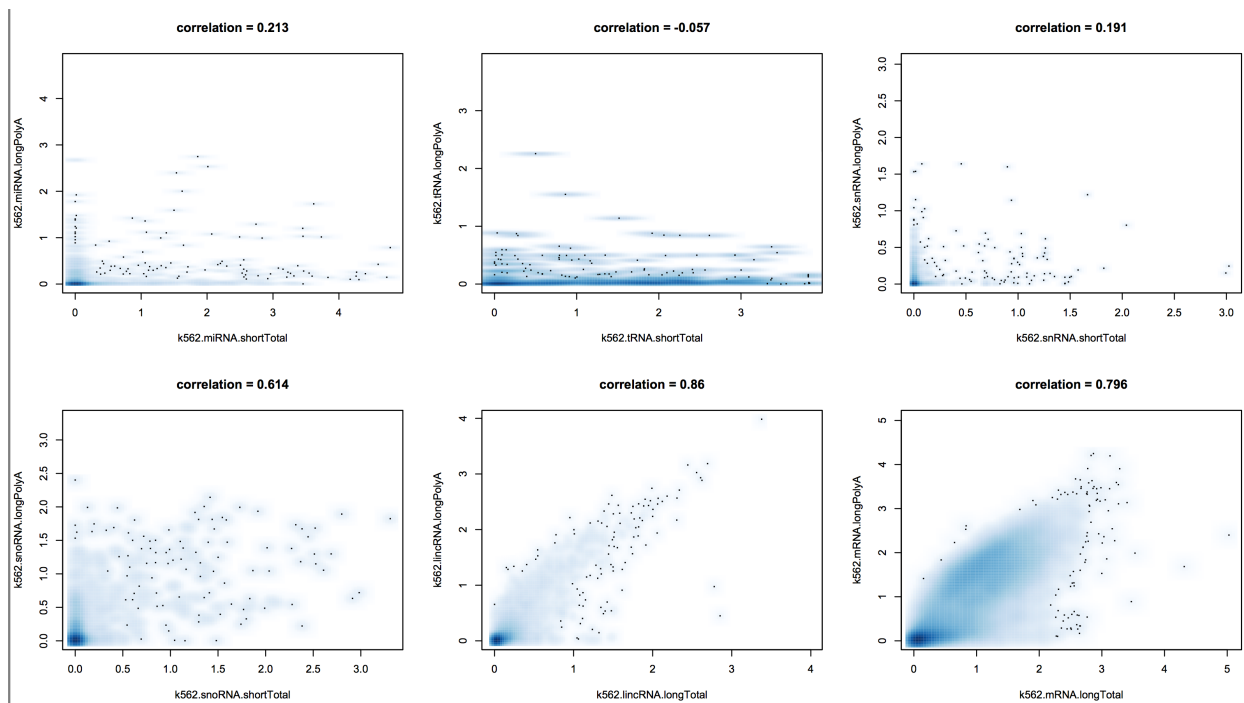 correlation = 0.213
correlation = -0.057
correlation = 0.191
k562.miRNA.longPolyA
4
3
2
1
0
0 1 2 3 4
k562.miRNA.shortTotal
k562.tRNA.longPolyA
3
2
1
0
0 1 2 3
k562.tRNA.shortTotal
k562.snRNA.longPolyA
3.0
2.5
2.0
1.5
1.0
0.5
0.0
0.0 0.5 1.0 1.5 2.0 2.5 3.0
k562.snRNA.shortTotal
correlation = 0.614
correlation = 0.86
correlation = 0.796
k562.snoRNA.longPolyA
3.0
2.5
2.0
1.5
1.0
0.5
0.0
0.0 0.5 1.0 1.5 2.0 2.5 3.0
k562.snoRNA.shortTotal
k562.lincRNA.longPolyA
4
3
2
1
0
0 1 2 3 4
k562.lincRNA.longTotal
k562.mRNA.longPolyA
5
4
3
2
1
0
0 1 2 3 4 5
k562.mRNA.longTotal